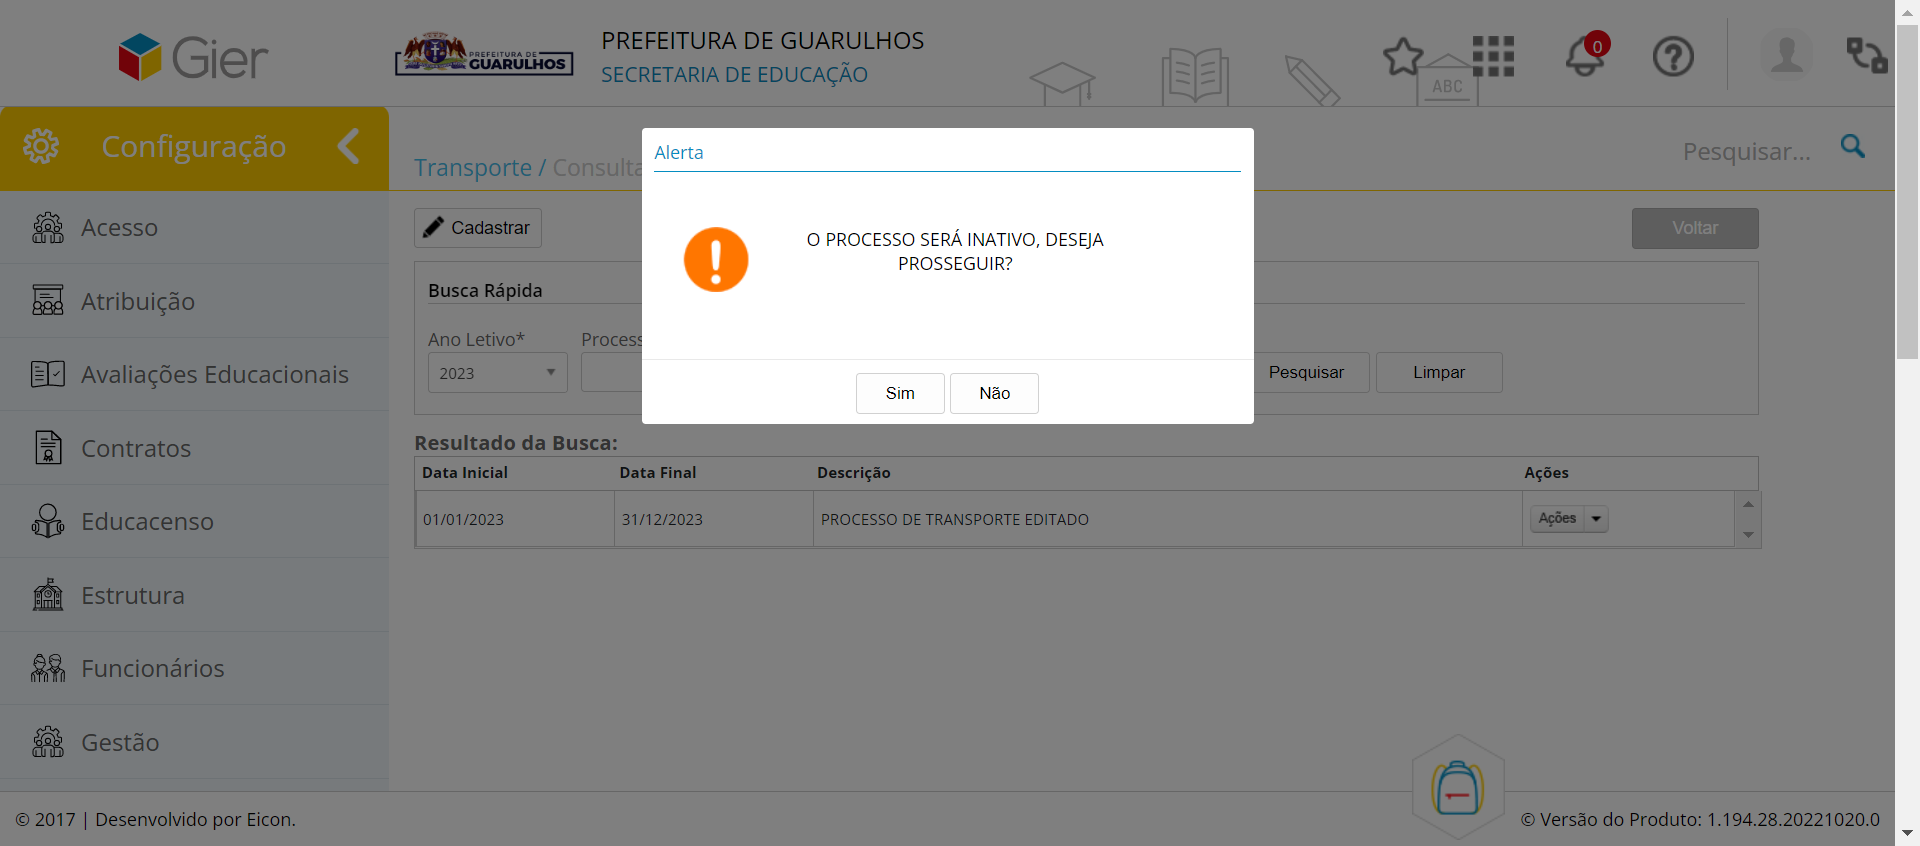 Gier
PREFEITURA DE
GUARULHOS
PREFEITURA DE GUARULHOS
SECRETARIA DE EDUCAÇÃO
ABC
0
Configuração
Transporte / Consulta
Pesquisar...
Acesso
Atribuição
Avaliações Educacionais
Contratos
Educacenso
Estrutura
Funcionários
Gestão
Cadastrar
Voltar
Busca Rápida
Ano Letivo*
Process
2023
Pesquisar
Limpar
Alerta
O PROCESSO SERÁ INATIVO, DESEJA
PROSSEGUIR?
Sim
Não
Resultado da Busca:
Data Inicial
Data Final
Descrição
Ações
01/01/2023
31/12/2023
PROCESSO DE TRANSPORTE EDITADO
Ações
© 2017 | Desenvolvido por Eicon.
© Versão do Produto: 1.194.28.20221020.0